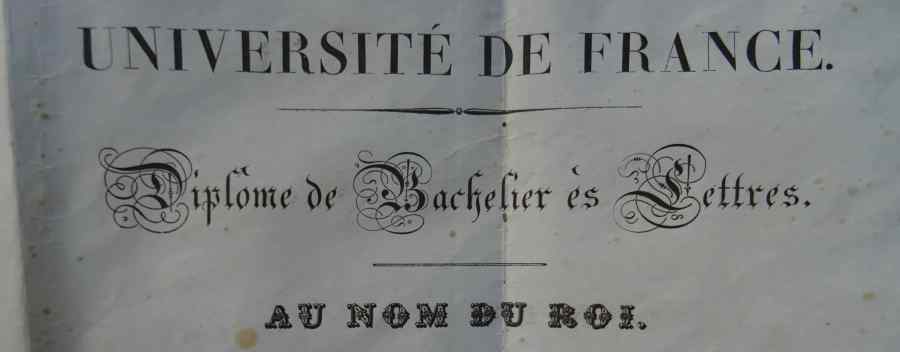 UNIVERSITÉ DE FRANCE.
Diplôme de Bachelier ès Lettres.
AU NOM DU ROI.